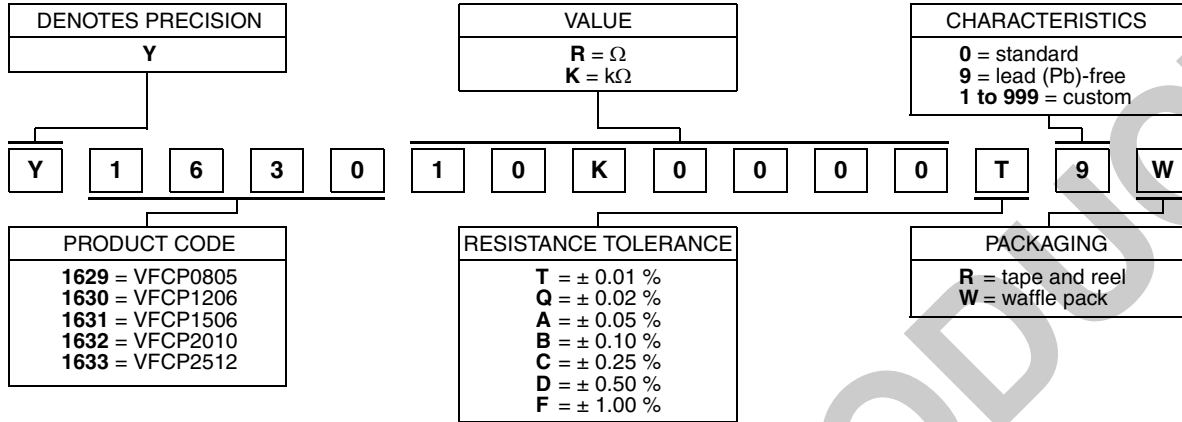 DENOTES PRECISION
Y
VALUE
R = Ω
K = kΩ
CHARACTERISTICS
0 = standard
9 = lead (Pb)-free
1 to 999 = custom
Y 1 6 3 0 1 0 K 0 0 0 0 T 9 W
PRODUCT CODE
1629 = VFCP0805
1630 = VFCP1206
1631 = VFCP1506
1632 = VFCP2010
1633 = VFCP2512
RESISTANCE TOLERANCE
T = ± 0.01 %
Q = ± 0.02 %
A = ± 0.05 %
B = ± 0.10 %
C = ± 0.25 %
D = ± 0.50 %
F = ± 1.00 %
PACKAGING
R = tape and reel
W = waffle pack